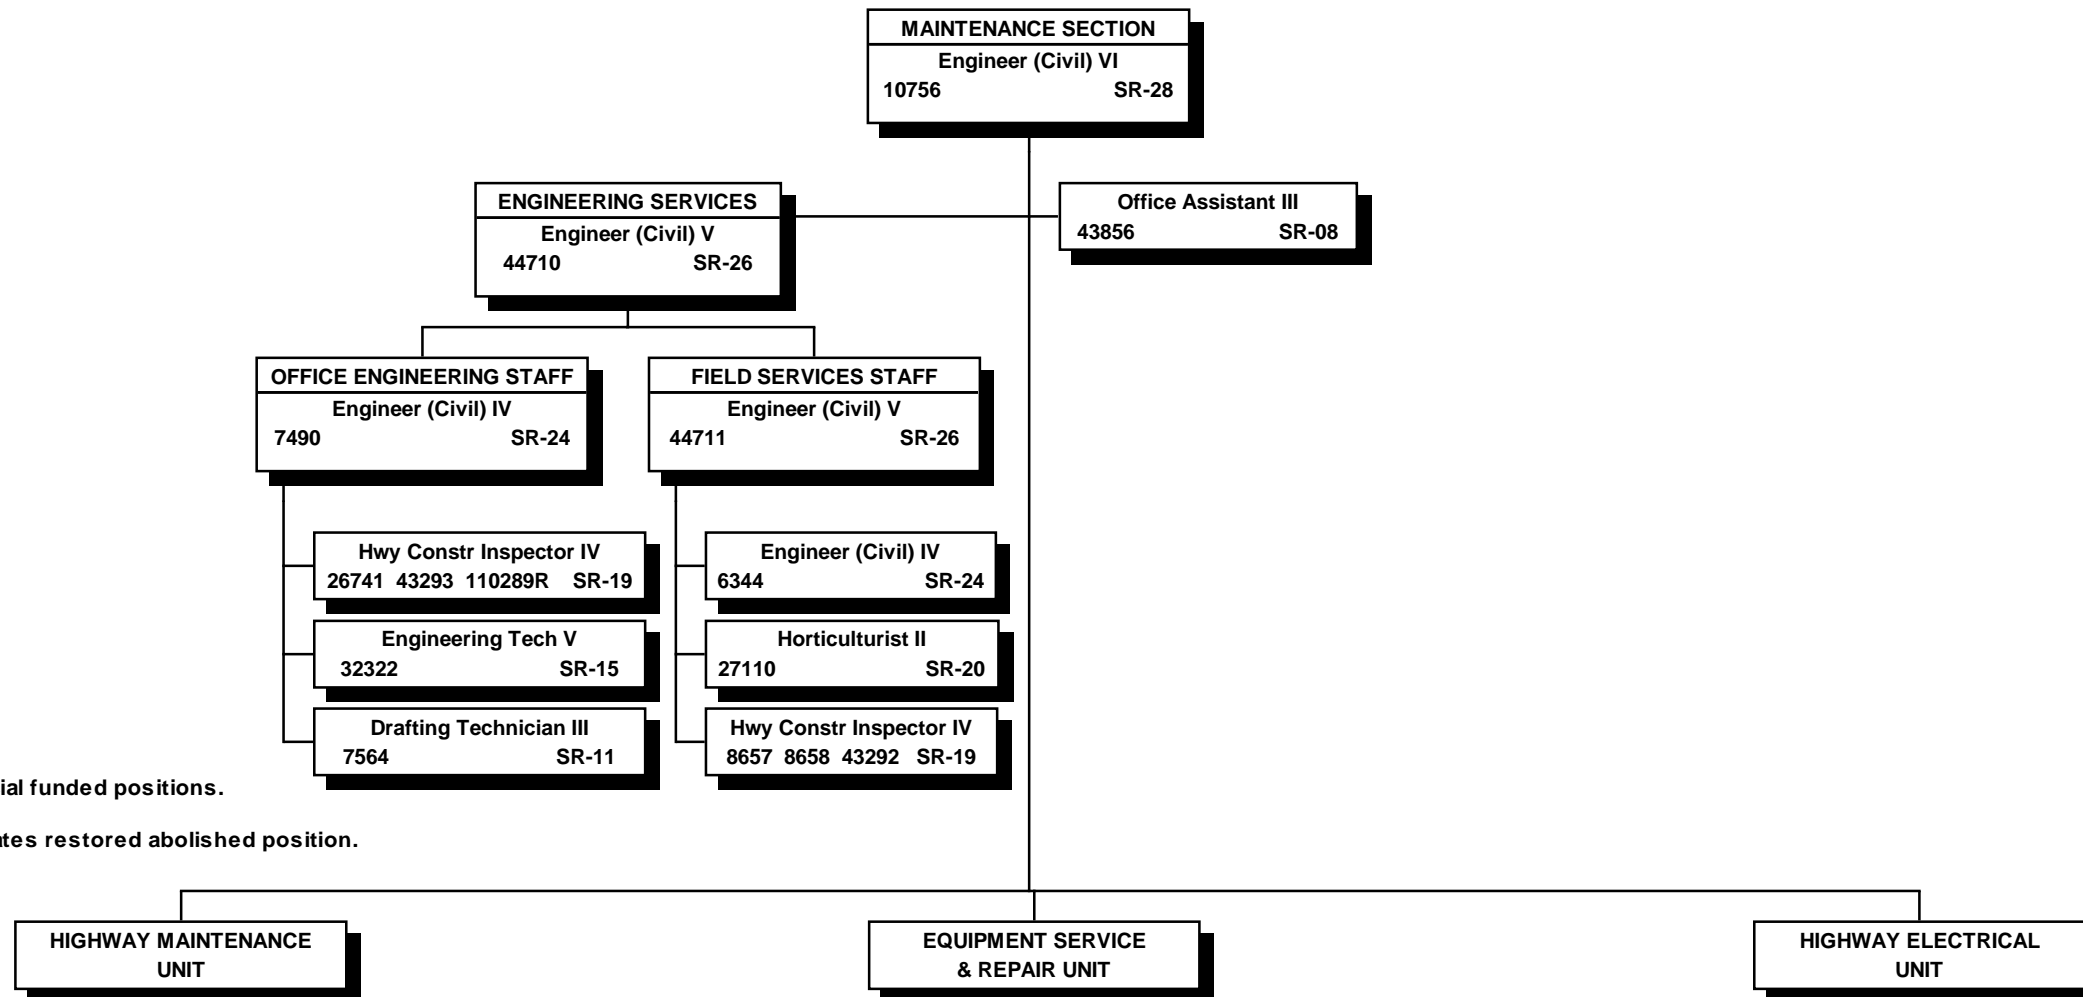 MAINTENANCE SECTION
Engineer (Civil) VI
10756 SR-28
ENGINEERING SERVICES
Engineer (Civil) V
44710 SR-26
Office Assistant III
43856 SR-08
OFFICE ENGINEERING STAFF
Engineer (Civil) IV
7490 SR-24
FIELD SERVICES STAFF
Engineer (Civil) V
44711 SR-26
Hwy Constr Inspector IV
26741 43293 110289R SR-19
Engineering Tech V
32322 SR-15
Drafting Technician III
7564 SR-11
Engineer (Civil) IV
6344 SR-24
Horticulturist II
27110 SR-20
Hwy Constr Inspector IV
8657 8658 43292 SR-19
funded positions.
restored abolished position.
HIGHWAY MAINTENANCE
UNIT
EQUIPMENT SERVICE
& REPAIR UNIT
HIGHWAY ELECTRICAL
UNIT